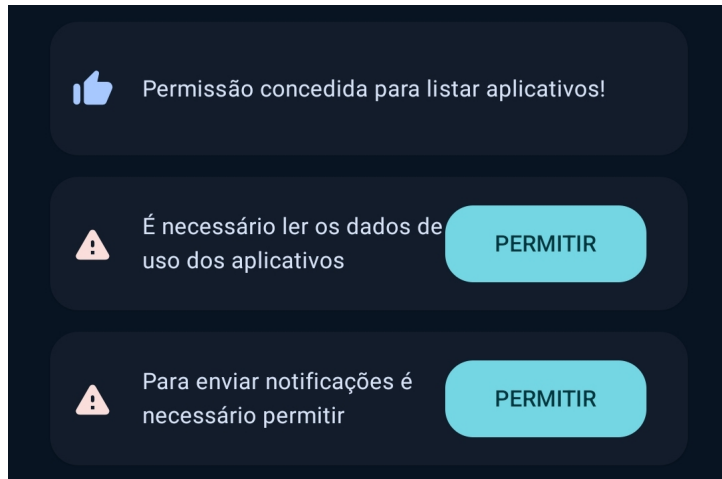 Permissão concedida para listar aplicativos!
É necessário ler os dados de
uso dos aplicativos
PERMITIR
Para enviar notificações é
necessário permitir
PERMITIR